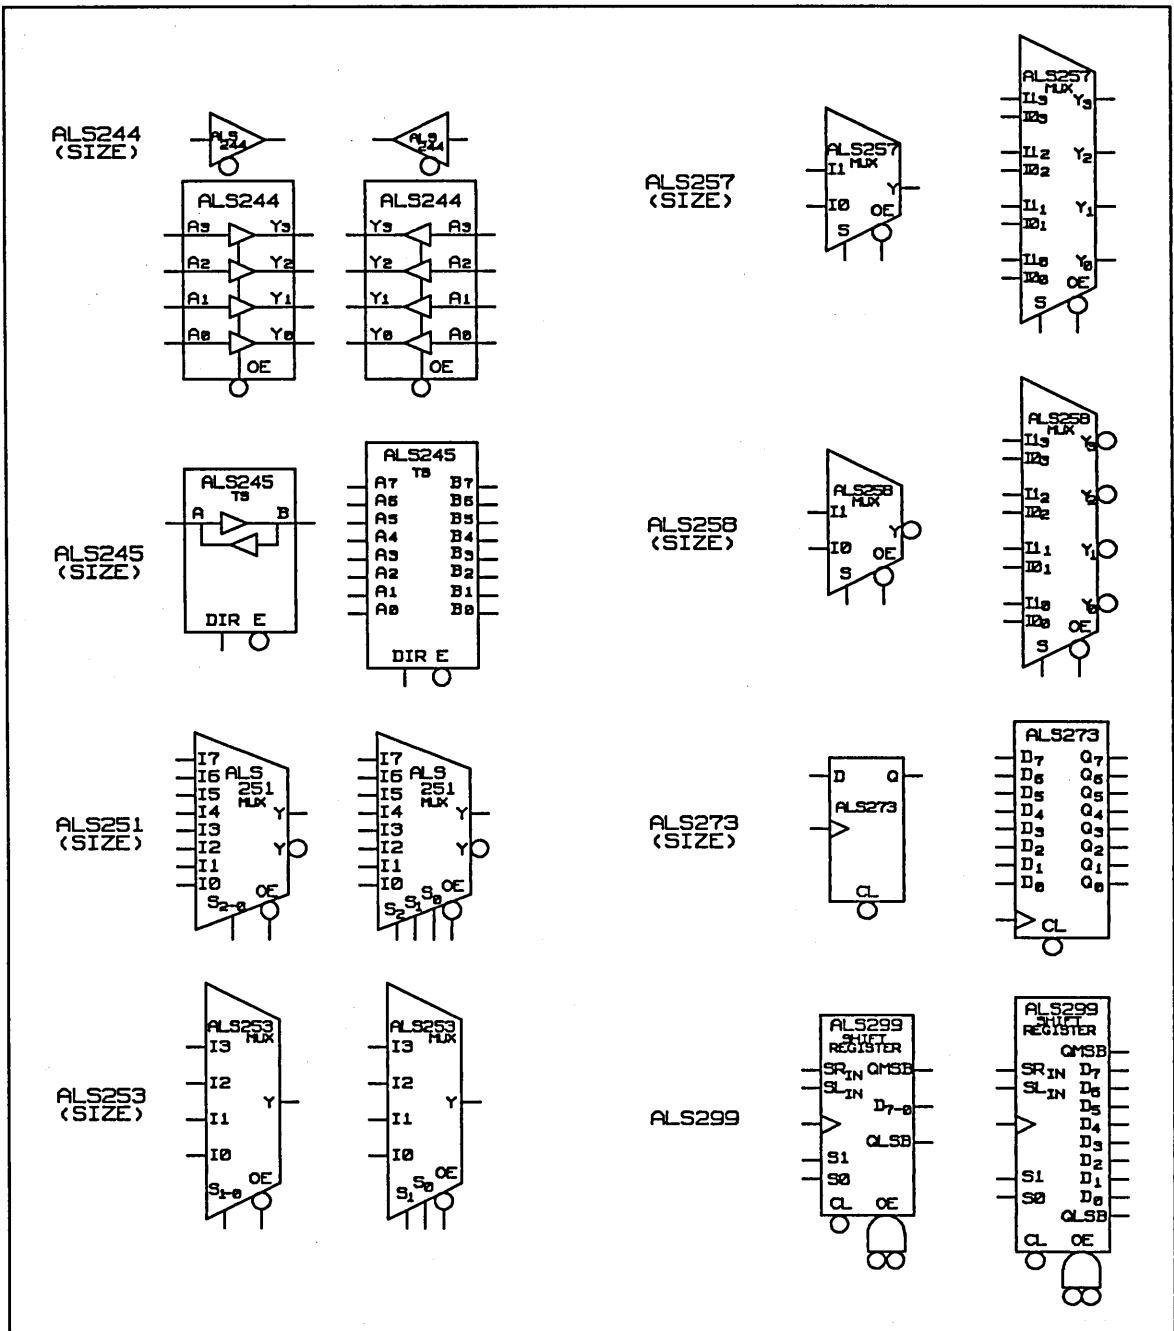 ALS244
(SIZE)
ALS
244
ALS
244
ALS244
A3 Y3
A2 Y2
A1 Y1
A0 Y0
OE
ALS244
Y3 A3
Y2 A2
Y1 A1
Y0 A0
OE
ALS245
(SIZE)
ALS245
TS
A B
DIR E
ALS245
TS
A7 B7
A6 B6
A5 B5
A4 B4
A3 B3
A2 B2
A1 B1
A0 B0
DIR E
ALS251
(SIZE)
I7
I6 ALS
I5 251
MUX
I4 Y
I3
I2 Y
I1
I0 OE
S2-0
I7
I6 ALS
I5 251
MUX
I4 Y
I3
I2 Y
I1
I0 OE
S2 S1 S0
ALS253
(SIZE)
ALS253
MUX
I3
I2
Y
I1
I0
S1-0 OE
ALS253
MUX
I3
I2
Y
I1
I0
S1 S0 OE
ALS257
(SIZE)
ALS257
MUX
I1
Y
I0 OE
S
ALS257
MUX
I13 Y3
I03
I12 Y2
I02
I11 Y1
I01
I10 Y0
I00
OE
S
ALS258
(SIZE)
ALS258
MUX
I1
Y
I0 OE
S
ALS258
MUX
I13 Y3
I03
I12 Y2
I02
I11 Y1
I01
I10 Y0
I00
OE
S
ALS273
(SIZE)
D Q
ALS273
CL
ALS273
D7 Q7
D6 Q6
D5 Q5
D4 Q4
D3 Q3
D2 Q2
D1 Q1
D0 Q0
CL
ALS299
ALS299
SHIFT
REGISTER
SRIN QMSB
SLIN
D7-0
QLSB
S1
S0
CL OE
ALS299
SHIFT
REGISTER
QMSB
SRIN D7
SLIN D6
D5
D4
D3
D2
S1 D1
S0 D0
QLSB
CL OE